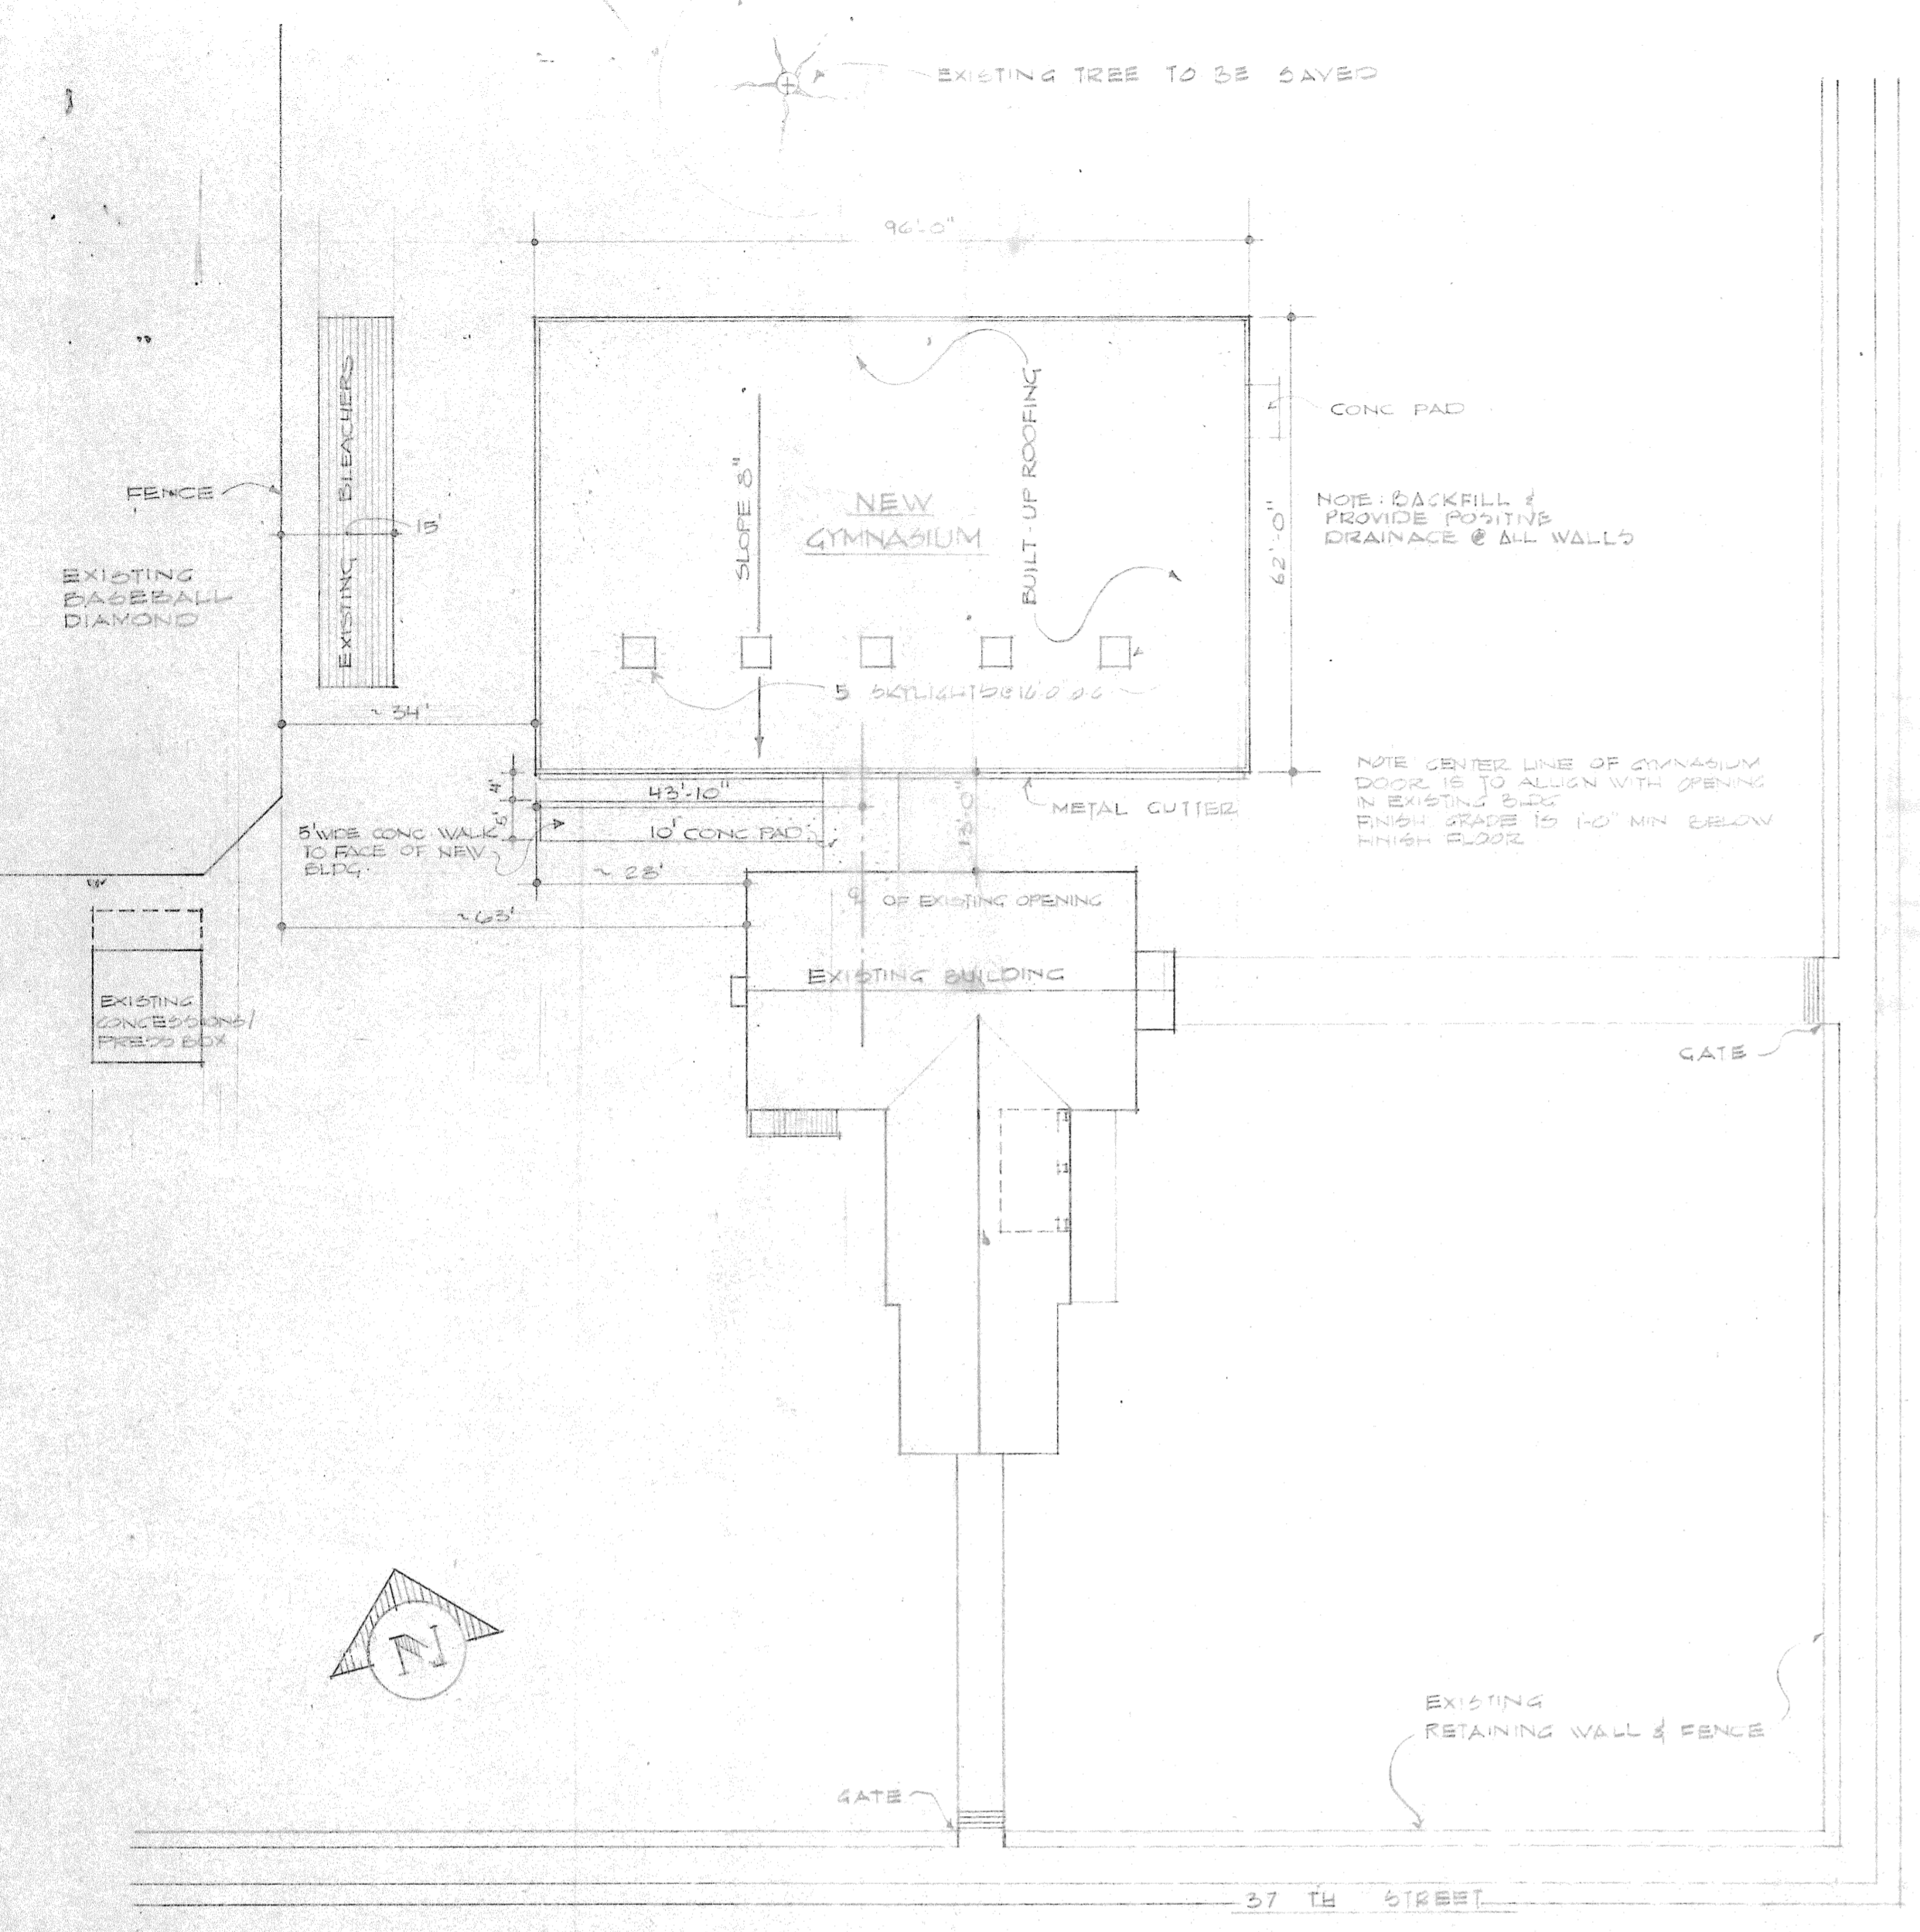 EXISTING TREE TO BE SAVED
96'-0"
EXISTING BLEACHERS
SLOPE 8"
BUILT-UP ROOFING
CONC PAD
NEW
GYMNASIUM
FENCE
15'
62'-0"
NOTE: BACKFILL &
PROVIDE POSITIVE
DRAINAGE @ ALL WALLS
EXISTING
BASEBALL
DIAMOND
5 SKYLIGHTS @ 16'-0" O.C.
~34'
4'
43'-10"
METAL GUTTER
13'-0"
NOTE CENTER LINE OF GYMNASIUM
DOOR IS TO ALLIGN WITH OPENING
IN EXISTING BLDG
FINISH GRADE IS 1'-0" MIN BELOW
FINISH FLOOR
6'
5' WIDE CONC WALK
TO FACE OF NEW
BLDG.
10' CONC PAD
~28'
~63'
℄ OF EXISTING OPENING
EXISTING BUILDING
EXISTING
CONCESSIONS/
PRESS BOX
GATE
N
EXISTING
RETAINING WALL & FENCE
GATE
37 TH STREET